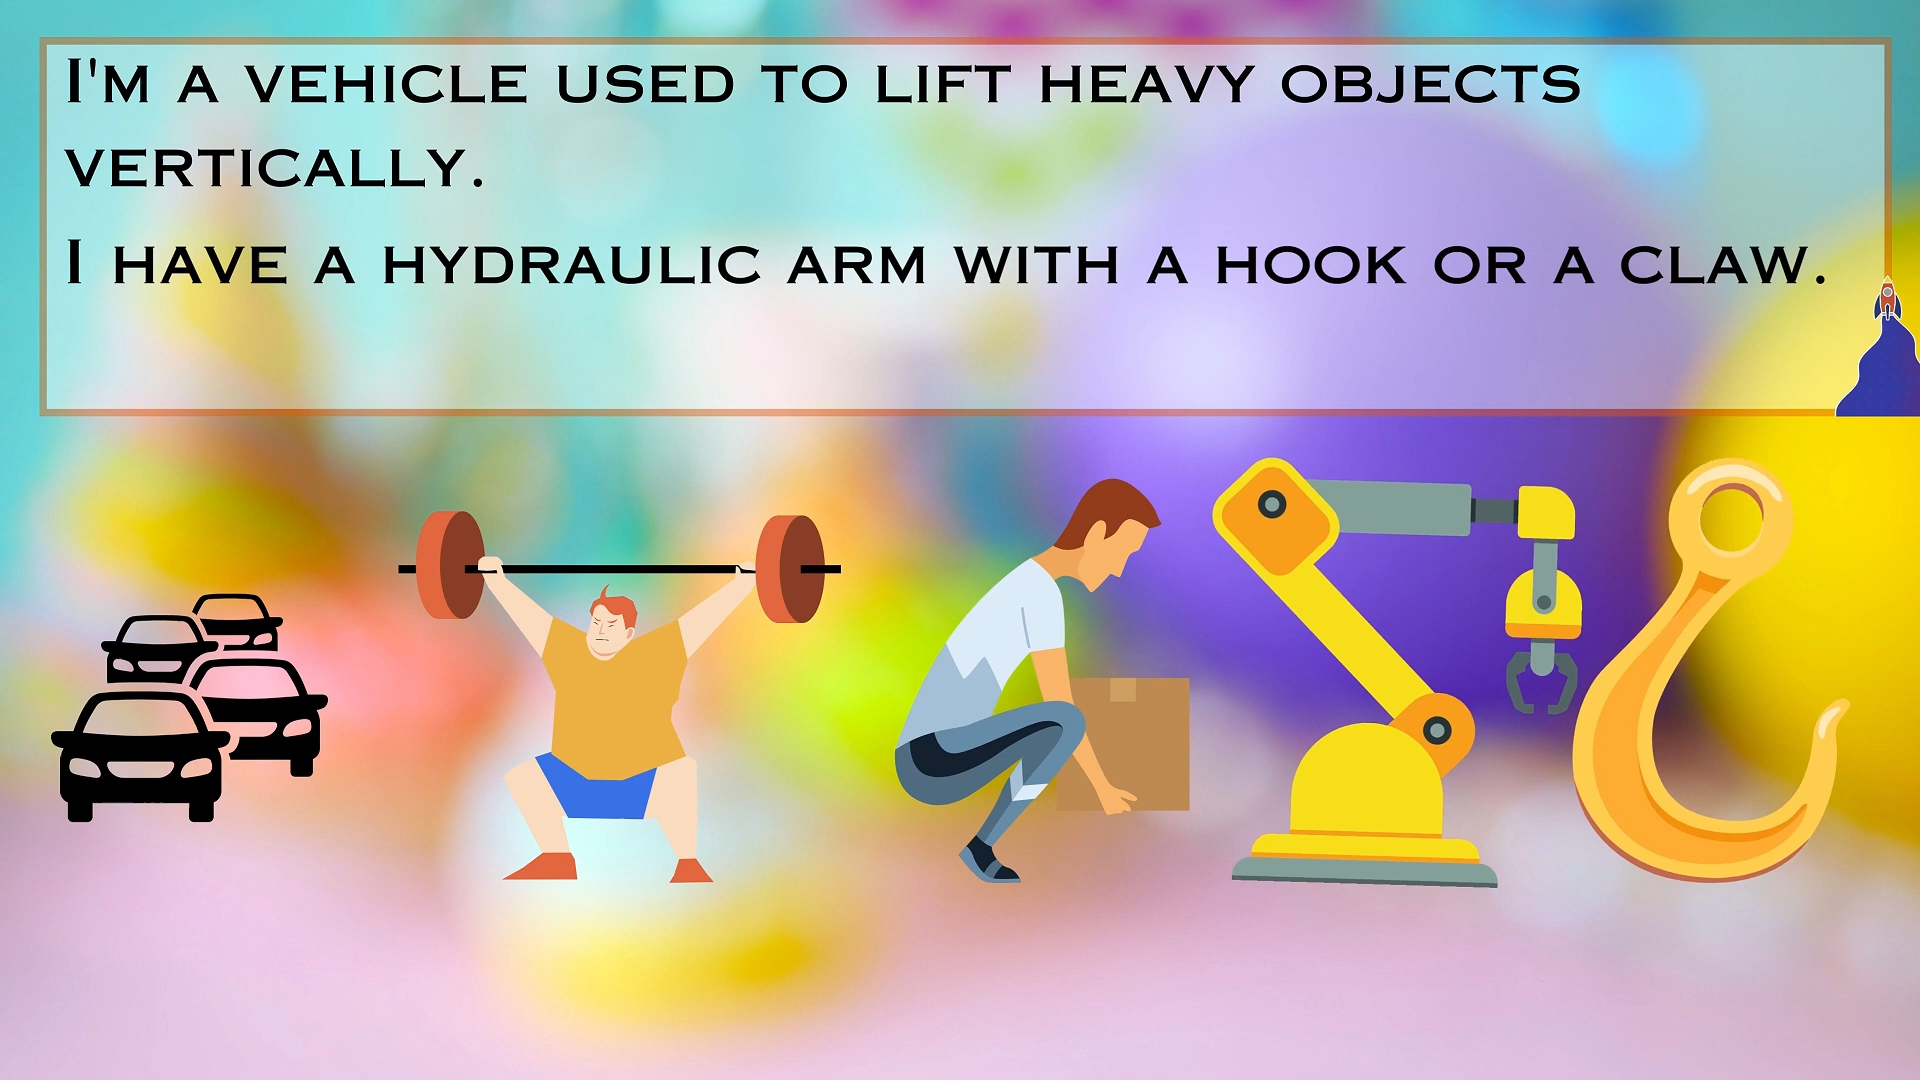 I'M A VEHICLE USED TO LIFT HEAVY OBJECTS
VERTICALLY.
I HAVE A HYDRAULIC ARM WITH A HOOK OR A CLAW.